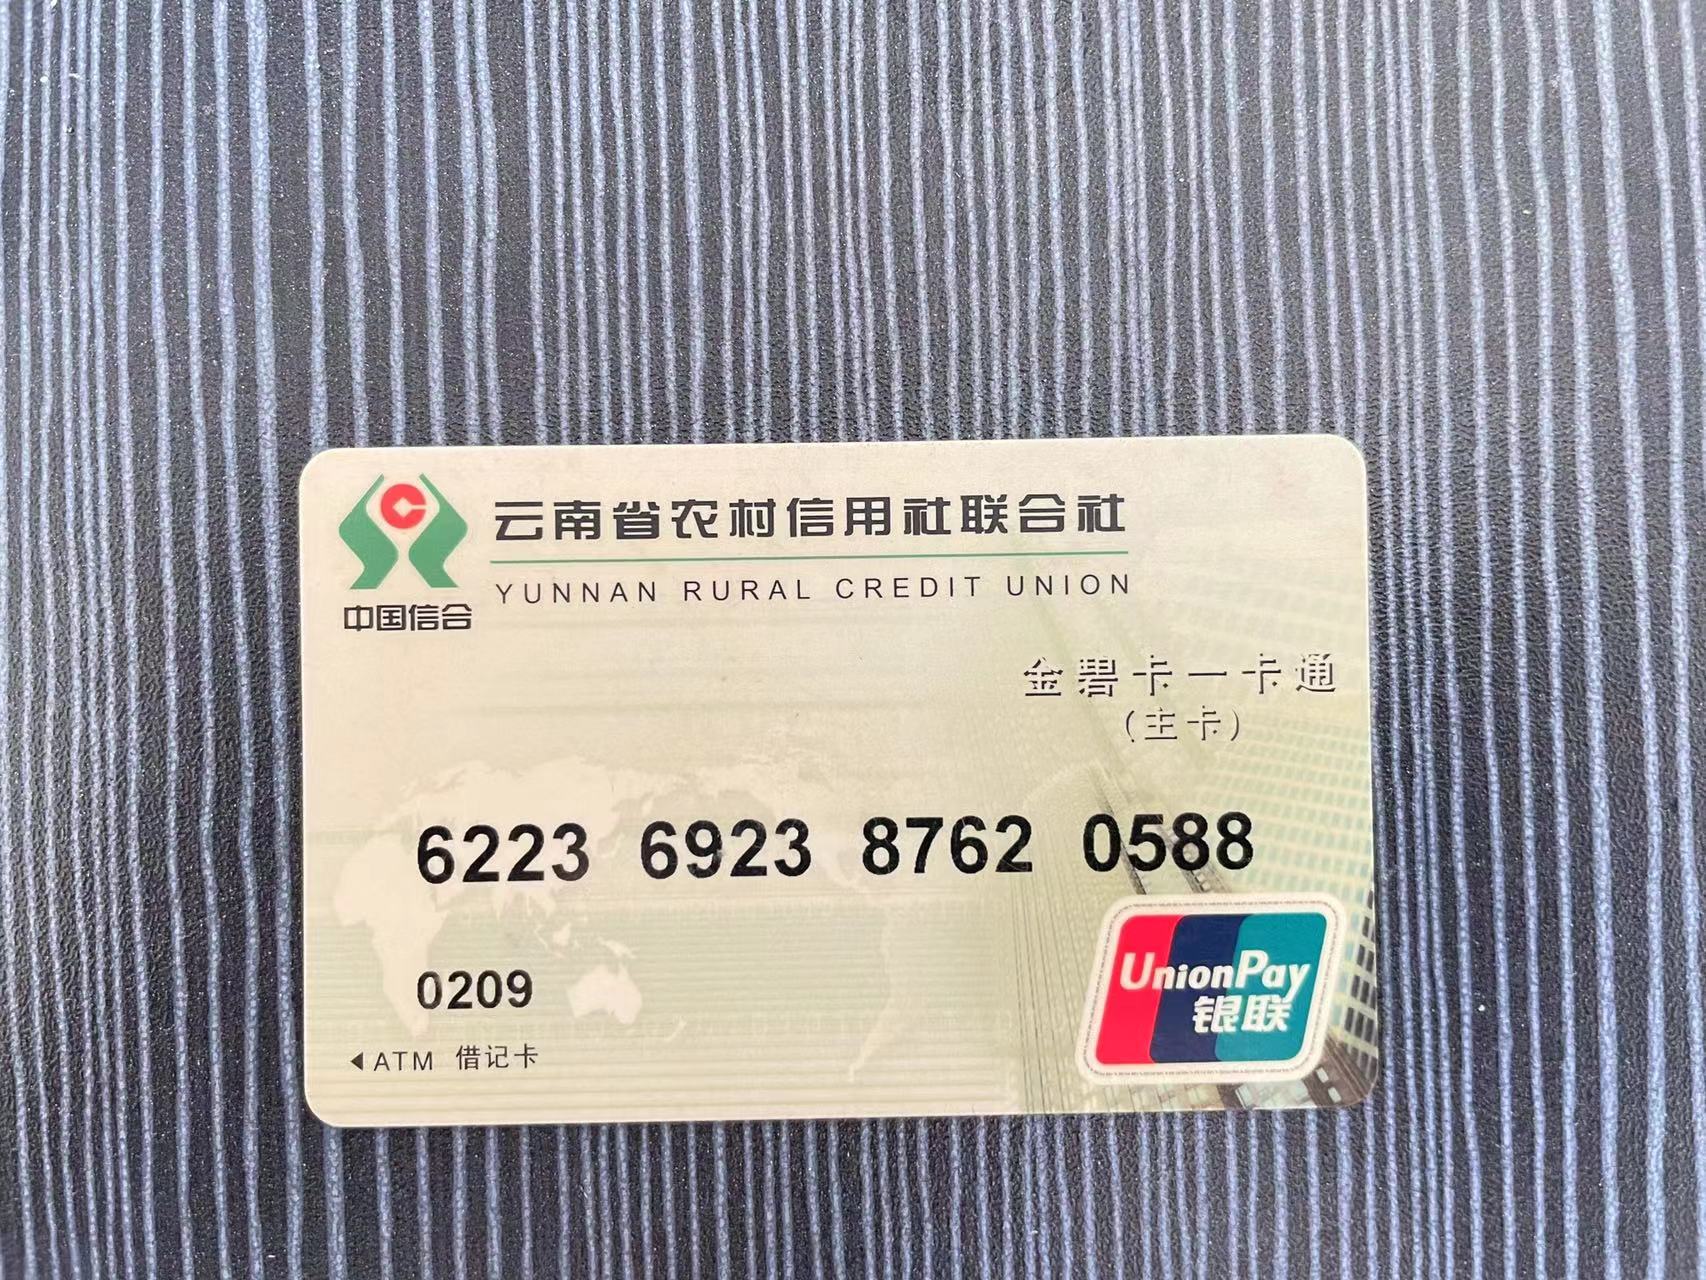 云南省农村信用社联合社
YUNNAN RURAL CREDIT UNION
中国信合
金碧卡一卡通
(主卡)
6223 6923 8762 0588
0209
ATM 借记卡
UnionPay
银联